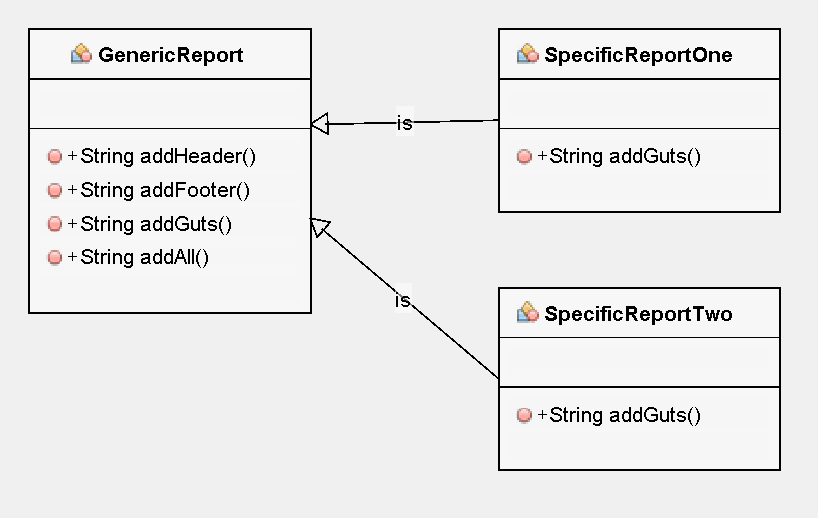 GenericReport
+String addHeader()
+String addFooter()
+String addGuts()
+String addAll()
is
is
SpecificReportOne
+String addGuts()
SpecificReportTwo
+String addGuts()